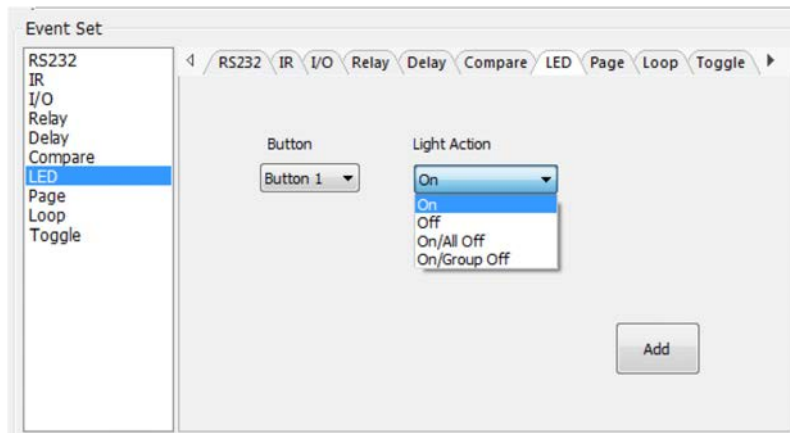 Event Set
RS232
IR
I/O
Relay
Delay
Compare
LED
Page
Loop
Toggle
RS232 IR I/O Relay Delay Compare LED Page Loop Toggle
Button Light Action
Button 1 On
On
Off
On/All Off
On/Group Off
Add